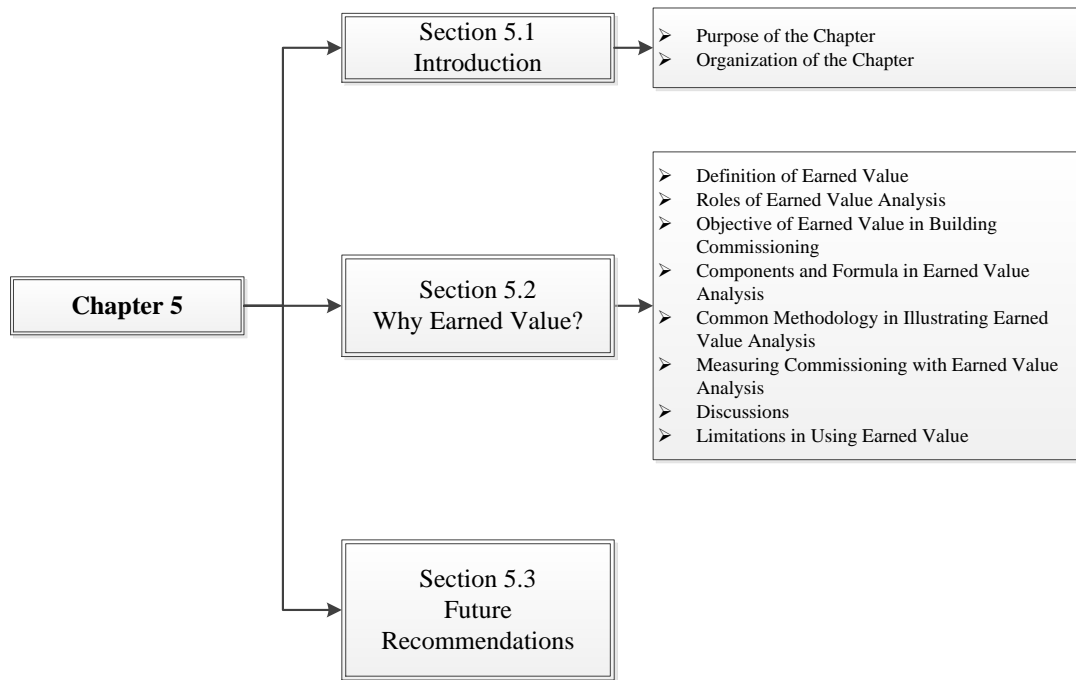 Chapter 5
Section 5.1
Introduction
➢ Purpose of the Chapter
➢ Organization of the Chapter
Section 5.2
Why Earned Value?
➢ Definition of Earned Value
➢ Roles of Earned Value Analysis
➢ Objective of Earned Value in Building
Commissioning
➢ Components and Formula in Earned Value
Analysis
➢ Common Methodology in Illustrating Earned
Value Analysis
➢ Measuring Commissioning with Earned Value
Analysis
➢ Discussions
➢ Limitations in Using Earned Value
Section 5.3
Future
Recommendations